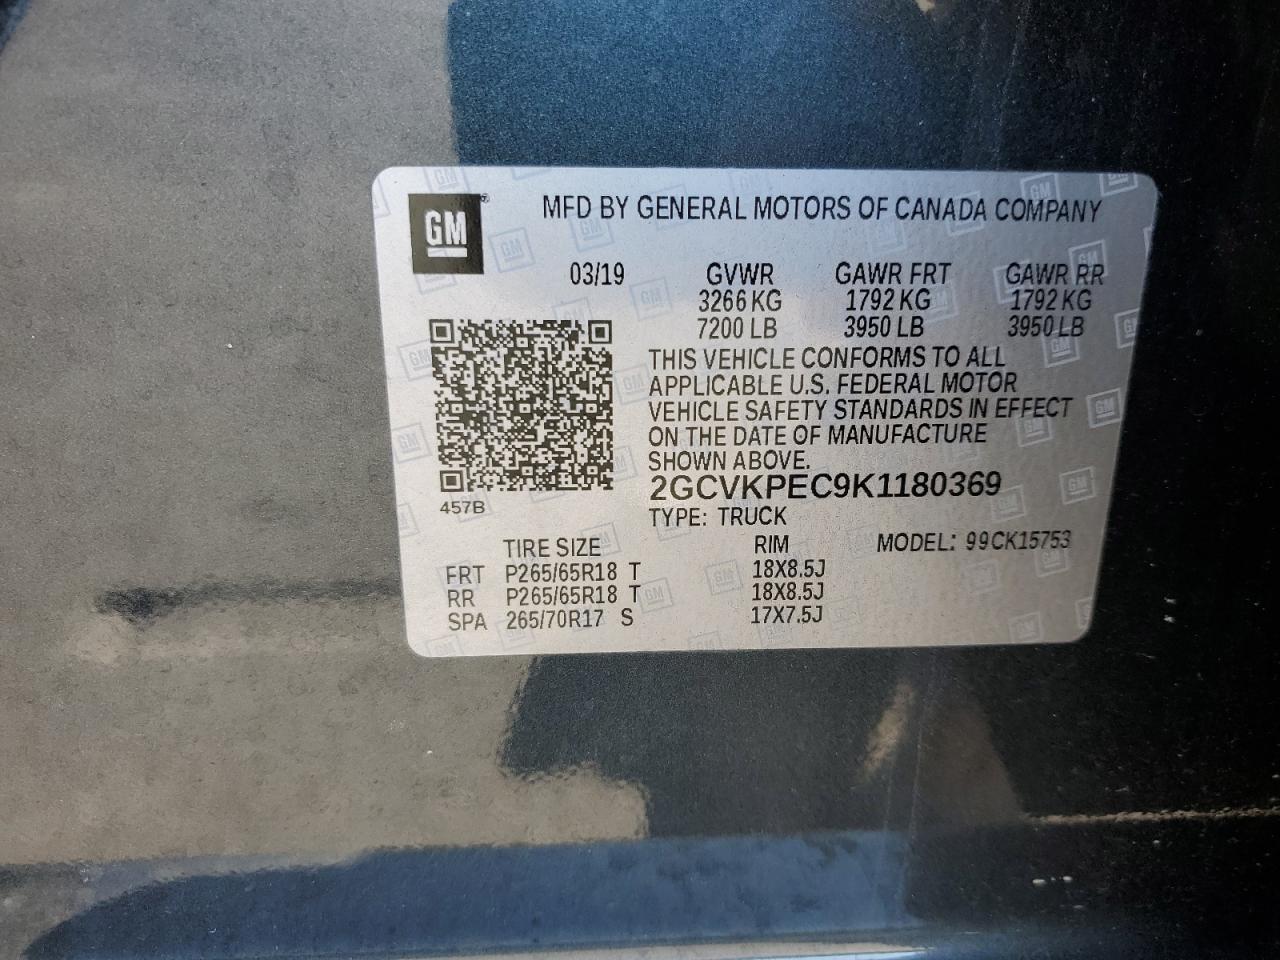 GM
MFD BY GENERAL MOTORS OF CANADA COMPANY
03/19 GVWR GAWR FRT GAWR RR
3266 KG 1792 KG 1792 KG
7200 LB 3950 LB 3950 LB
THIS VEHICLE CONFORMS TO ALL
APPLICABLE U.S. FEDERAL MOTOR
VEHICLE SAFETY STANDARDS IN EFFECT
ON THE DATE OF MANUFACTURE
SHOWN ABOVE.
2GCVKPEC9K1180369
457B
TYPE: TRUCK
TIRE SIZE RIM MODEL: 99CK15753
FRT P265/65R18 T 18X8.5J
RR P265/65R18 T 18X8.5J
SPA 265/70R17 S 17X7.5J